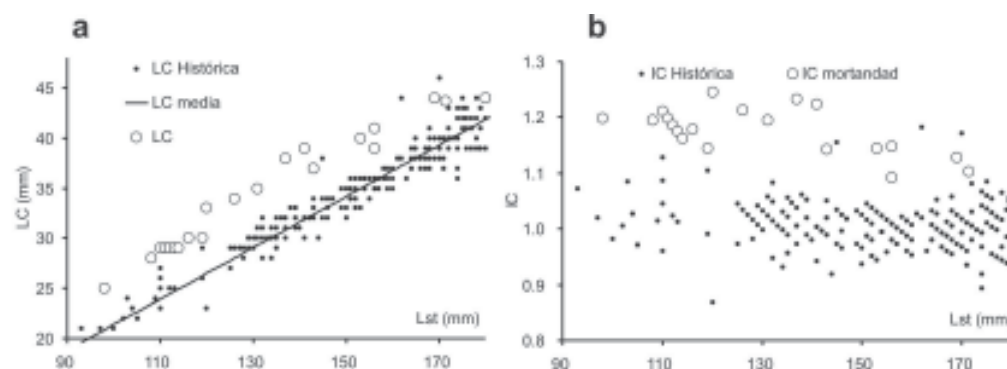 a
LC Histórica
LC media
LC
LC (mm)
45
40
35
30
25
20
Lst (mm)
90 110 130 150 170
b
IC Histórica IC mortandad
IC
1.3
1.2
1.1
1.0
0.9
0.8
Lst (mm)
90 110 130 150 170